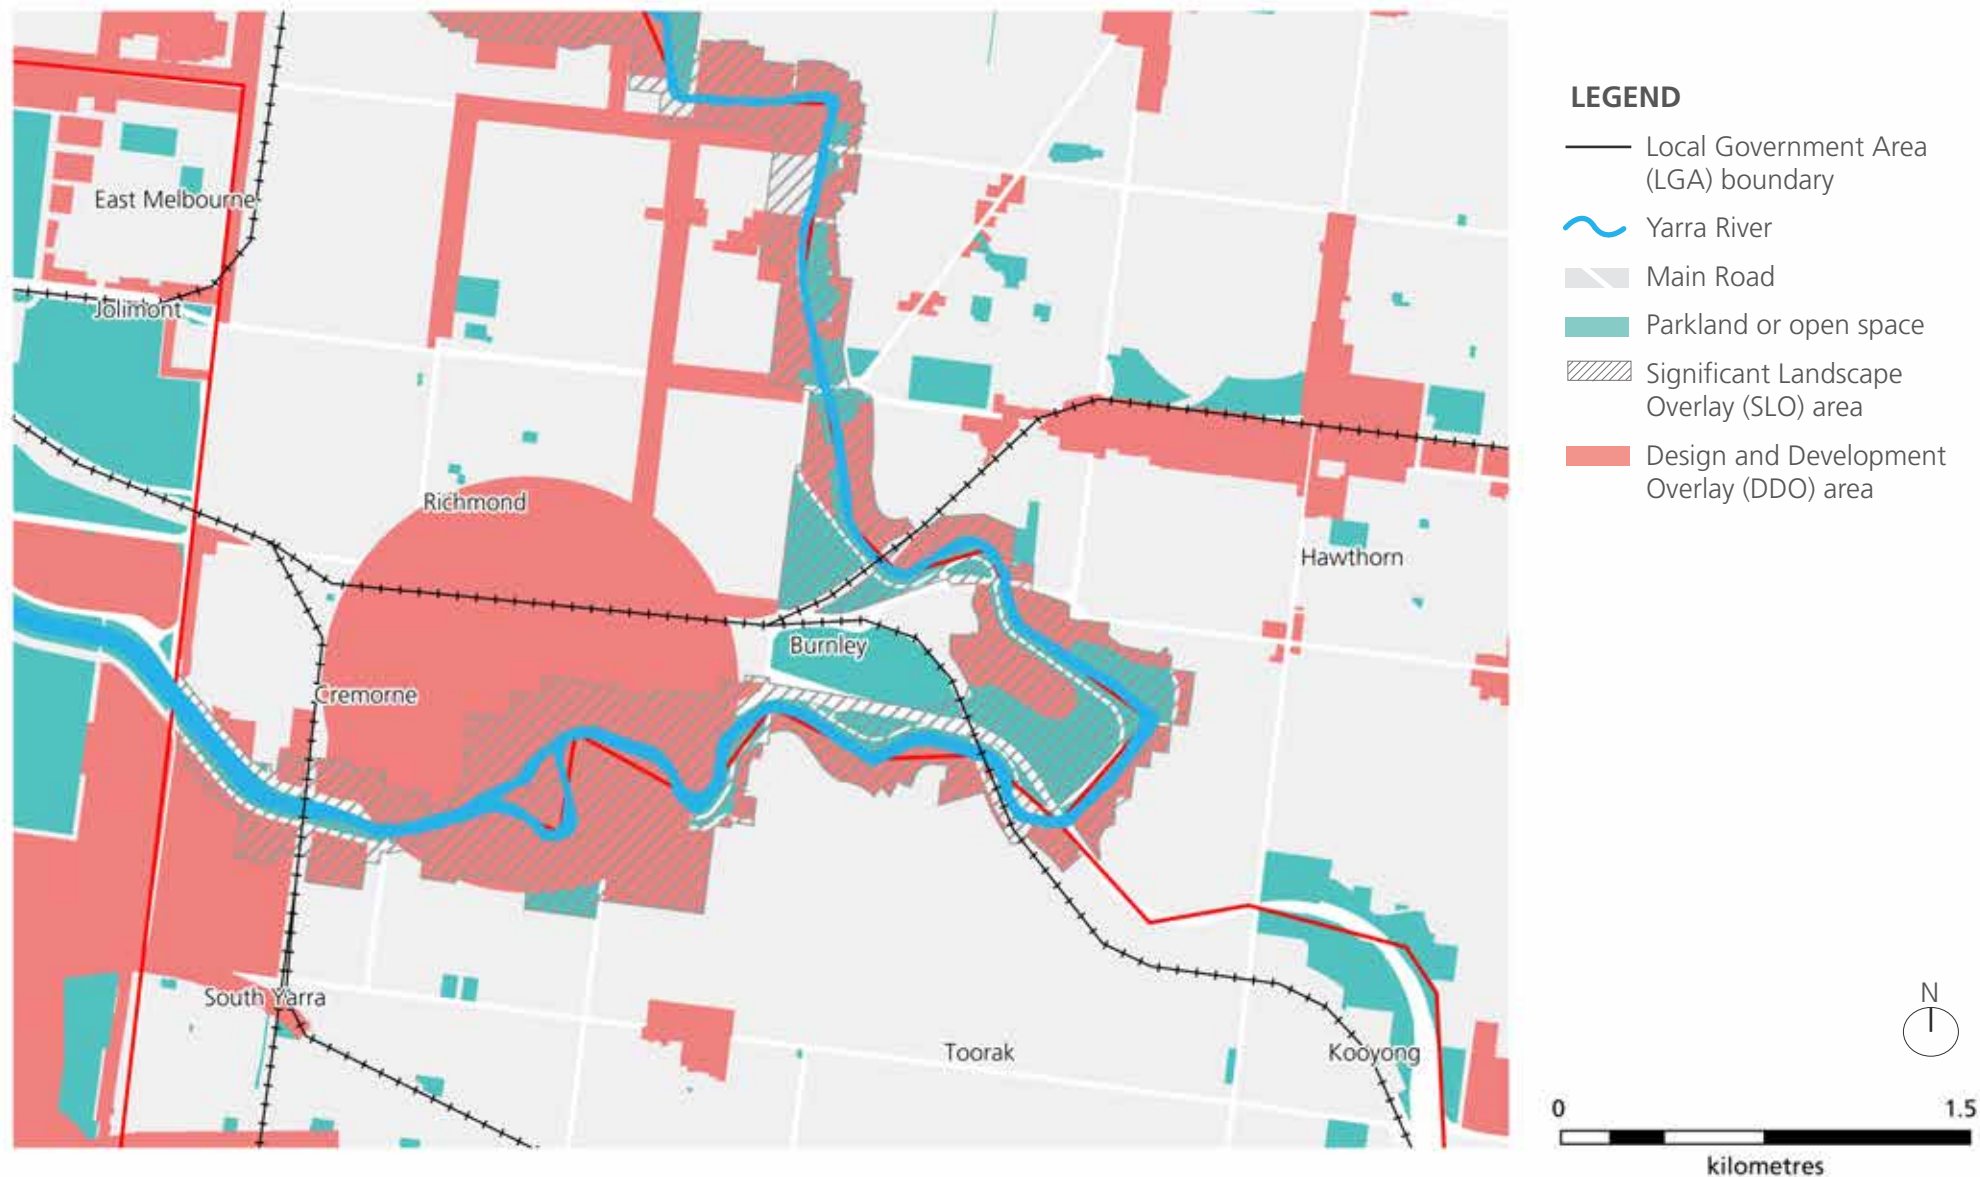 East Melbourne
Jolimont
Richmond
Cremorne
Burnley
Hawthorn
South Yarra
Toorak
Kooyong
LEGEND
Local Government Area
(LGA) boundary
Yarra River
Main Road
Parkland or open space
Significant Landscape
Overlay (SLO) area
Design and Development
Overlay (DDO) area
N
0 1.5
kilometres